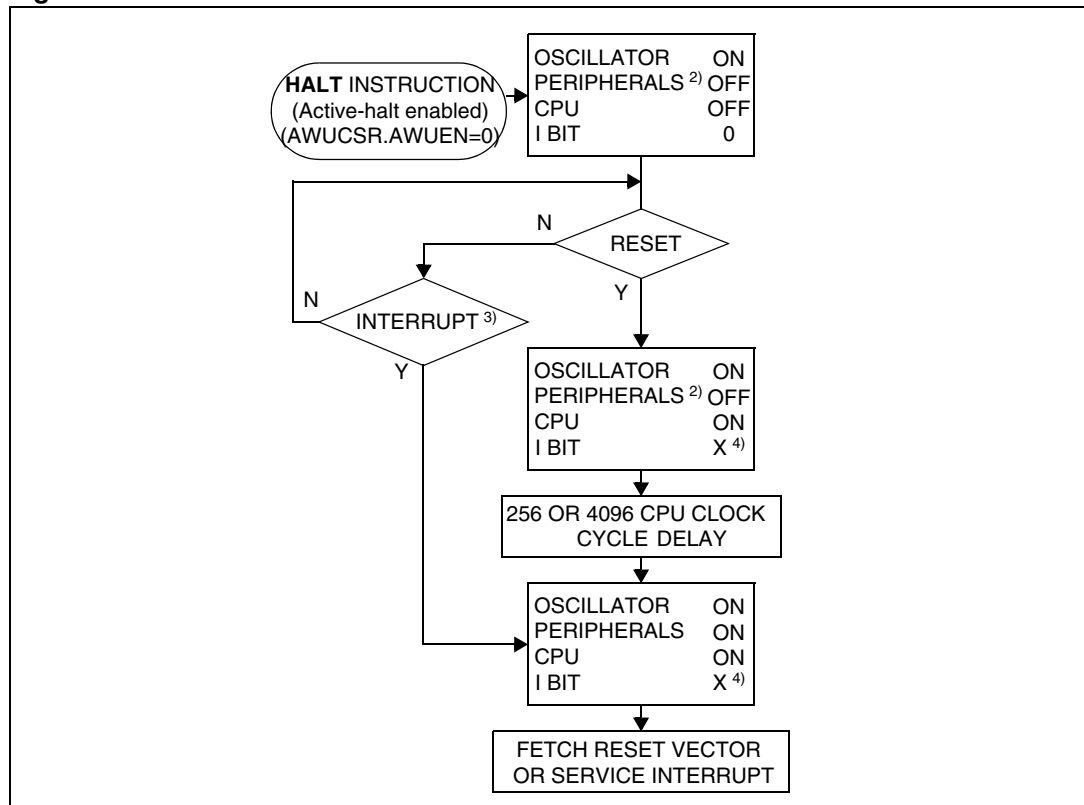 HALT INSTRUCTION
(Active-halt enabled)
(AWUCSR.AWUEN=0)
OSCILLATOR ON
PERIPHERALS 2) OFF
CPU OFF
I BIT 0
RESET
N
Y
INTERRUPT 3)
N
Y
OSCILLATOR ON
PERIPHERALS 2) OFF
CPU ON
I BIT X 4)
256 OR 4096 CPU CLOCK
CYCLE DELAY
OSCILLATOR ON
PERIPHERALS ON
CPU ON
I BIT X 4)
FETCH RESET VECTOR
OR SERVICE INTERRUPT